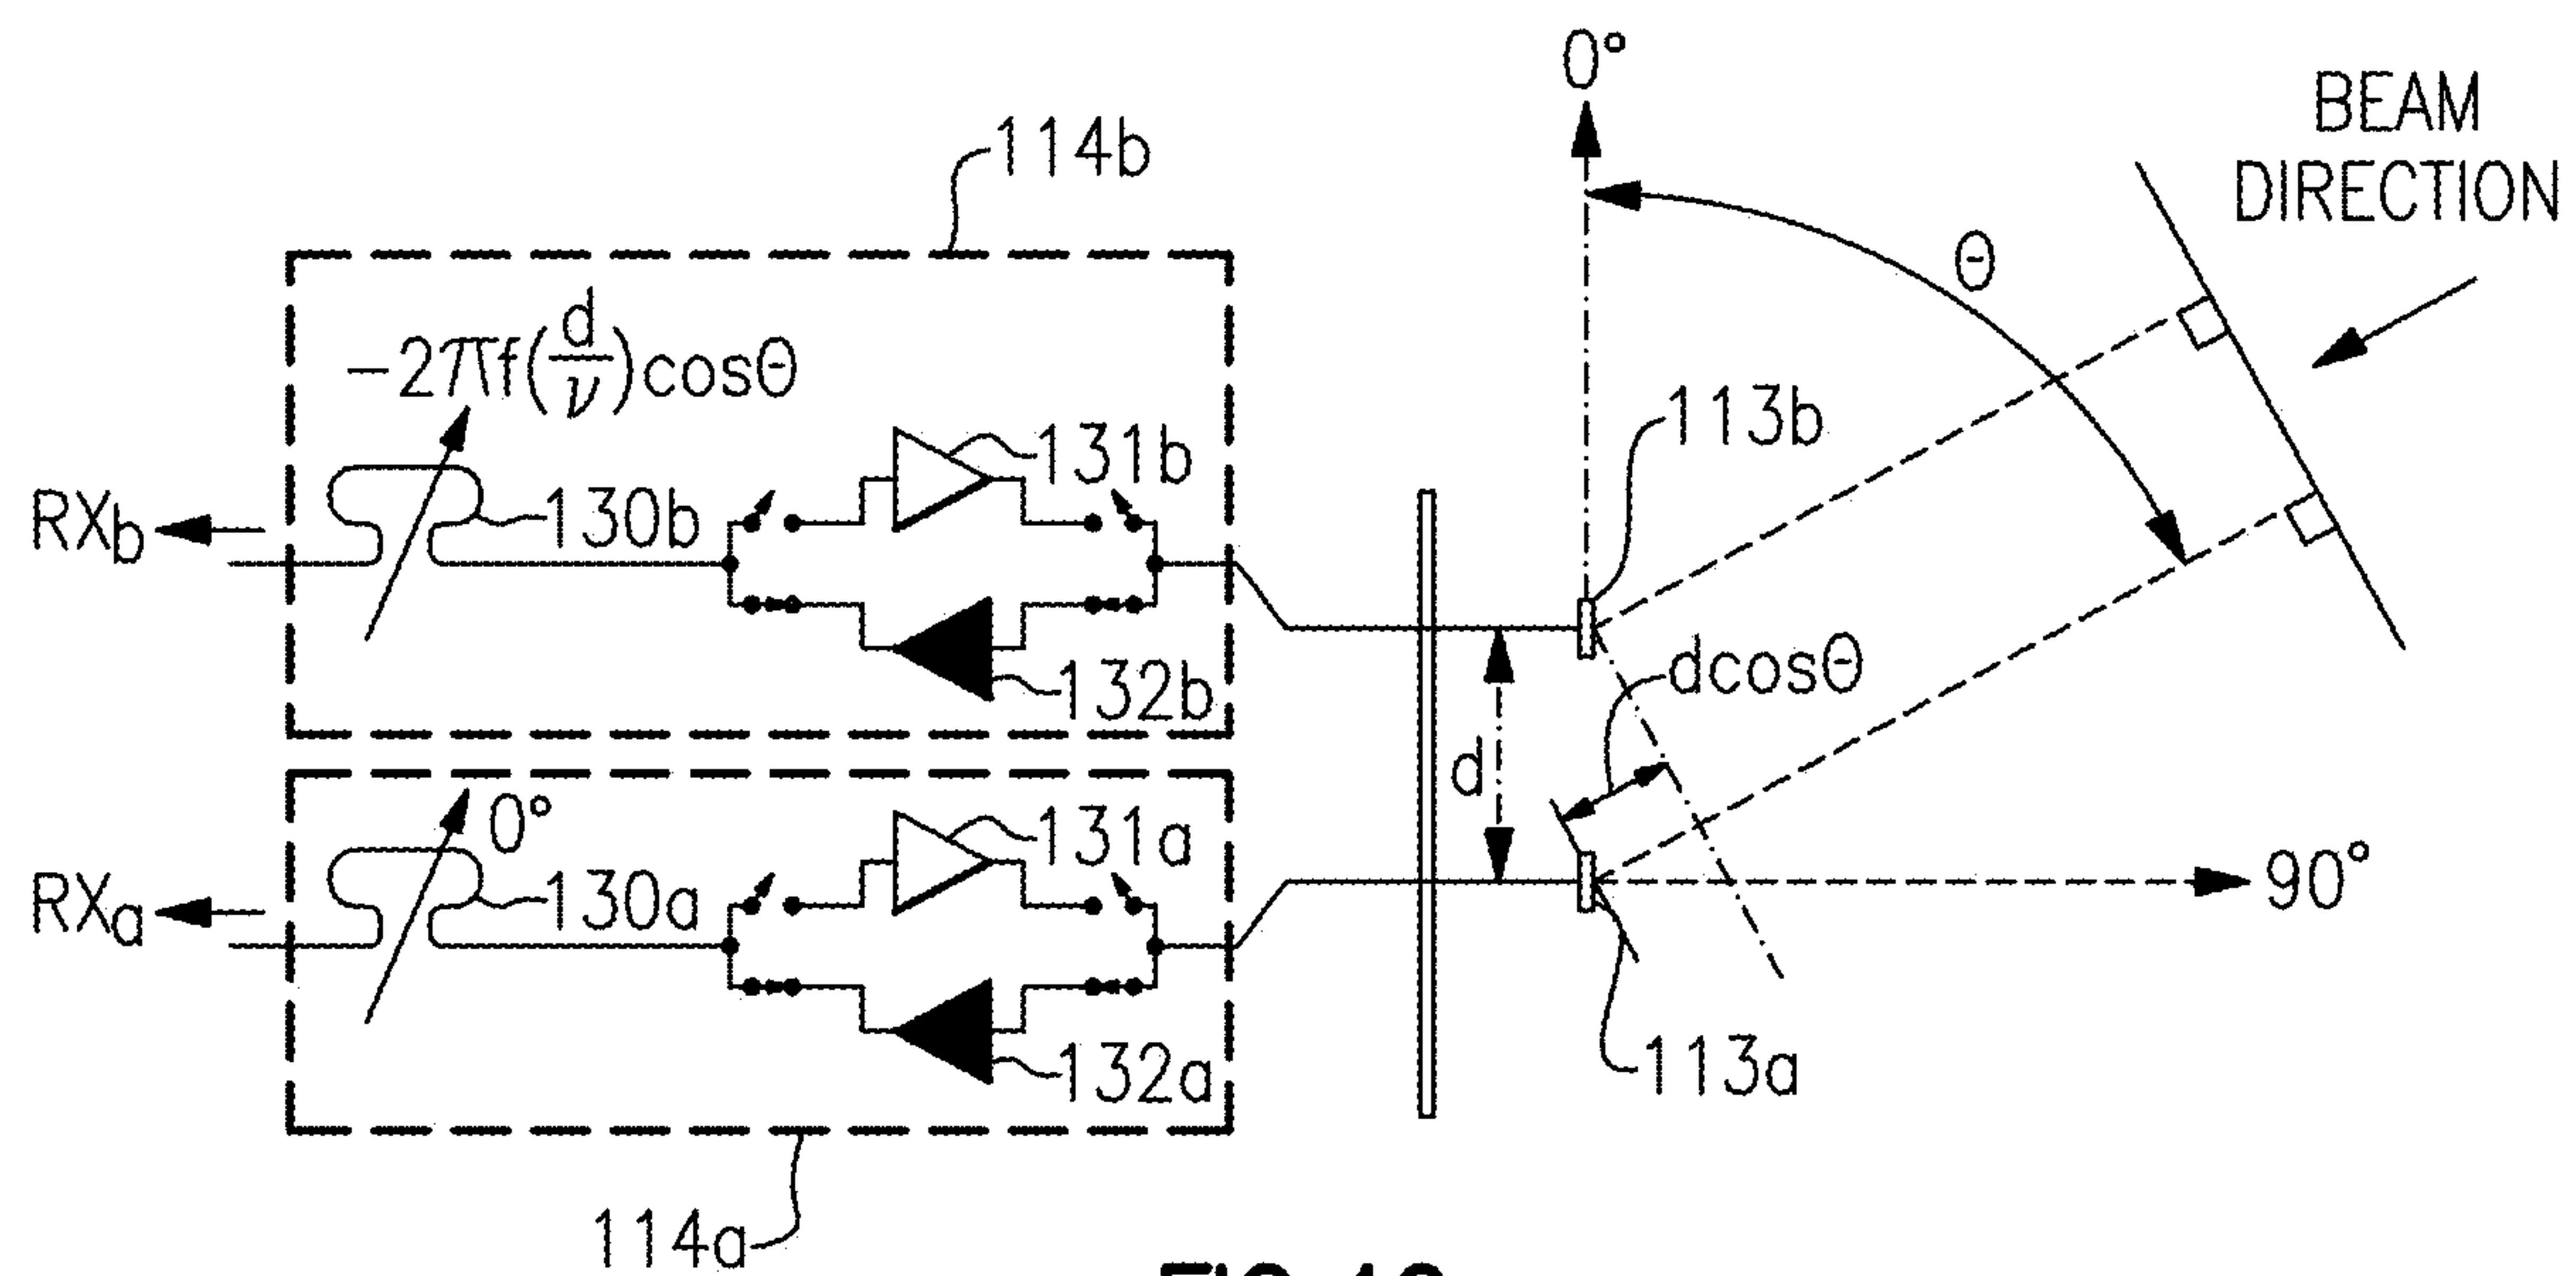 0°
BEAM
DIRECTION
114b
θ
−2πf(d/ν)cosθ
113b
131b
RXb
130b
dcosθ
132b
d
0°
131a
RXa
130a
90°
132a
113a
114a